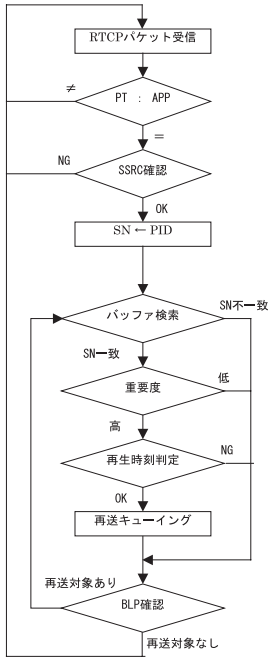 RTCPパケット受信
≠
PT : APP
=
NG
SSRC確認
OK
SN ← PID
SN不一致
バッファ検索
SN一致
低
重要度
高
NG
再生時刻判定
OK
再送キューイング
再送対象あり
BLP確認
再送対象なし